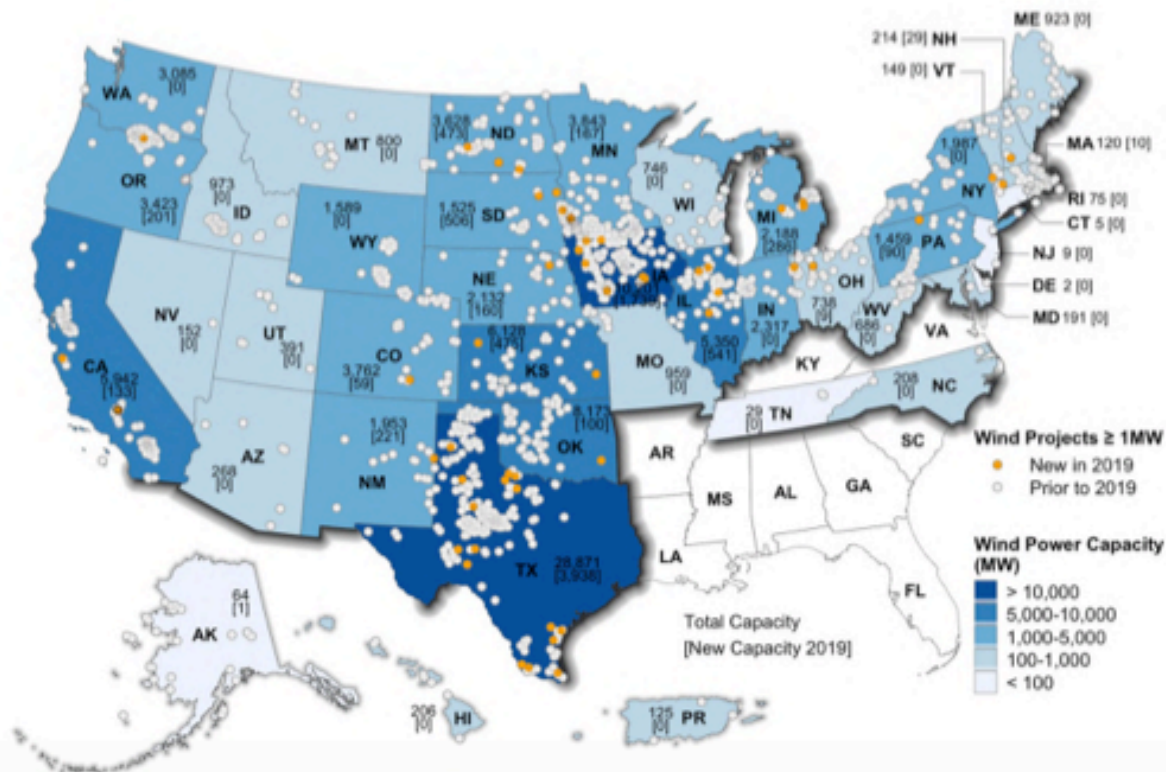 ME 923 [0]
214 [29] NH
149 [0] VT
WA
3,085
[0]
MT
800
[0]
3,628
[473]
ND
3,843
[167]
MN
1,987
[0]
NY
MA 120 [10]
RI 75 [0]
CT 5 [0]
NJ 9 [0]
DE 2 [0]
MD 191 [0]
OR
3,423
[201]
973
[0]
ID
1,589
[0]
WY
1,525
[506]
SD
746
[0]
WI
MI
2,188
[286]
1,459
[90]
PA
NE
2,132
[160]
IA
IL
5,350
[541]
IN
2,317
[0]
OH
738
WV
686
[0]
VA
NV
152
[0]
UT
391
[0]
CO
3,762
[59]
6,128
[475]
KS
MO
959
[0]
KY
CA
5,942
[133]
AZ
268
[0]
1,953
[221]
NM
8,173
[100]
OK
AR
29
[0]
TN
208
[0]
NC
SC
MS
AL
GA
LA
FL
TX
28,871
[3,938]
64
[1]
AK
206
[0]
HI
125
[0]
PR
Total Capacity
[New Capacity 2019]
Wind Projects ≥ 1MW
New in 2019
Prior to 2019
Wind Power Capacity
(MW)
> 10,000
5,000-10,000
1,000-5,000
100-1,000
< 100